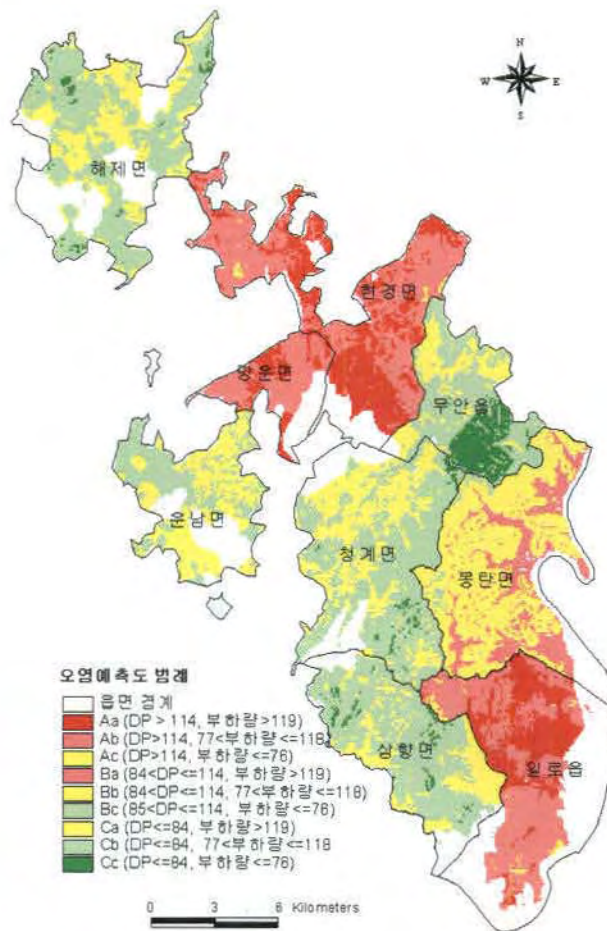 N
W E
S
해제면
현경면
망운면
무안읍
운남면
청계면
몽탄면
삼향면
일로읍
오염예측도 범례
읍면 경계
Aa (DP > 114, 부하량>119)
Ab (DP>114, 77<부하량<=118)
Ac (DP>114, 부하량<=76)
Ba (84<DP<=114, 부하량>119)
Bb (84<DP<=114, 77<부하량<=118)
Bc (85<DP<=114, 부하량<=76)
Ca (DP<=84, 부하량>119)
Cb (DP<=84, 77<부하량<=118
Cc (DP<=84, 부하량<=76)
0 3 6 Kilometers